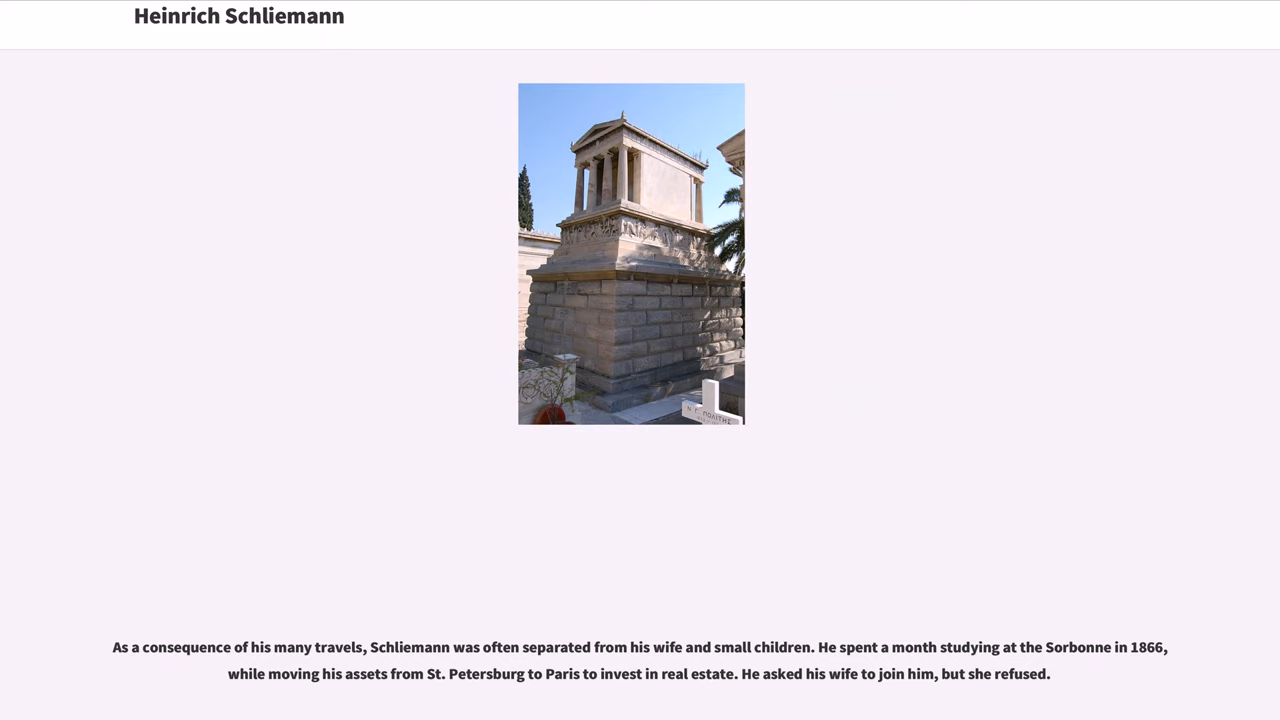 Heinrich Schliemann
Ν Γ. ΠΟΛΙΤΗΣ
As a consequence of his many travels, Schliemann was often separated from his wife and small children. He spent a month studying at the Sorbonne in 1866,
while moving his assets from St. Petersburg to Paris to invest in real estate. He asked his wife to join him, but she refused.